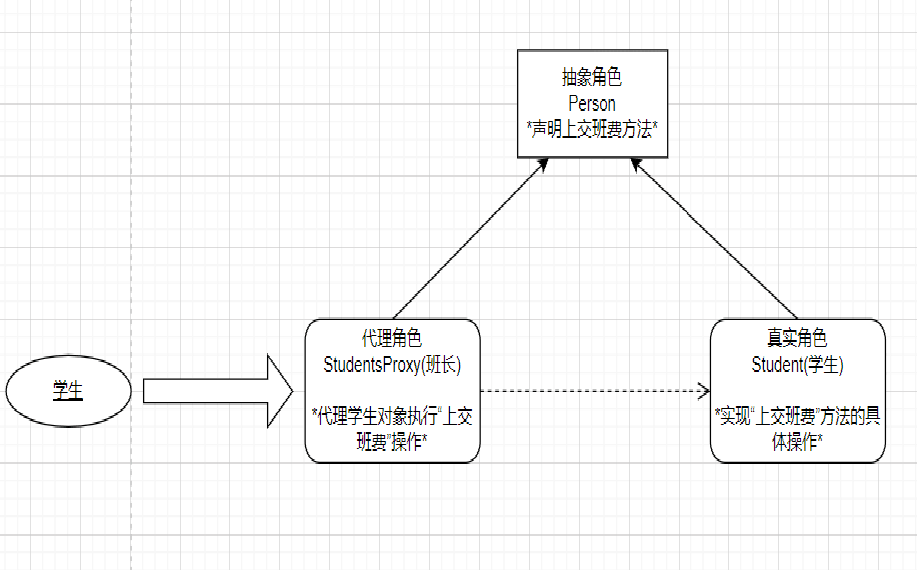 抽象角色
Person
*声明上交班费方法*
代理角色
StudentsProxy(班长)
*代理学生对象执行“上交
班费”操作*
真实角色
Student(学生)
*实现“上交班费”方法的具
体操作*
学生